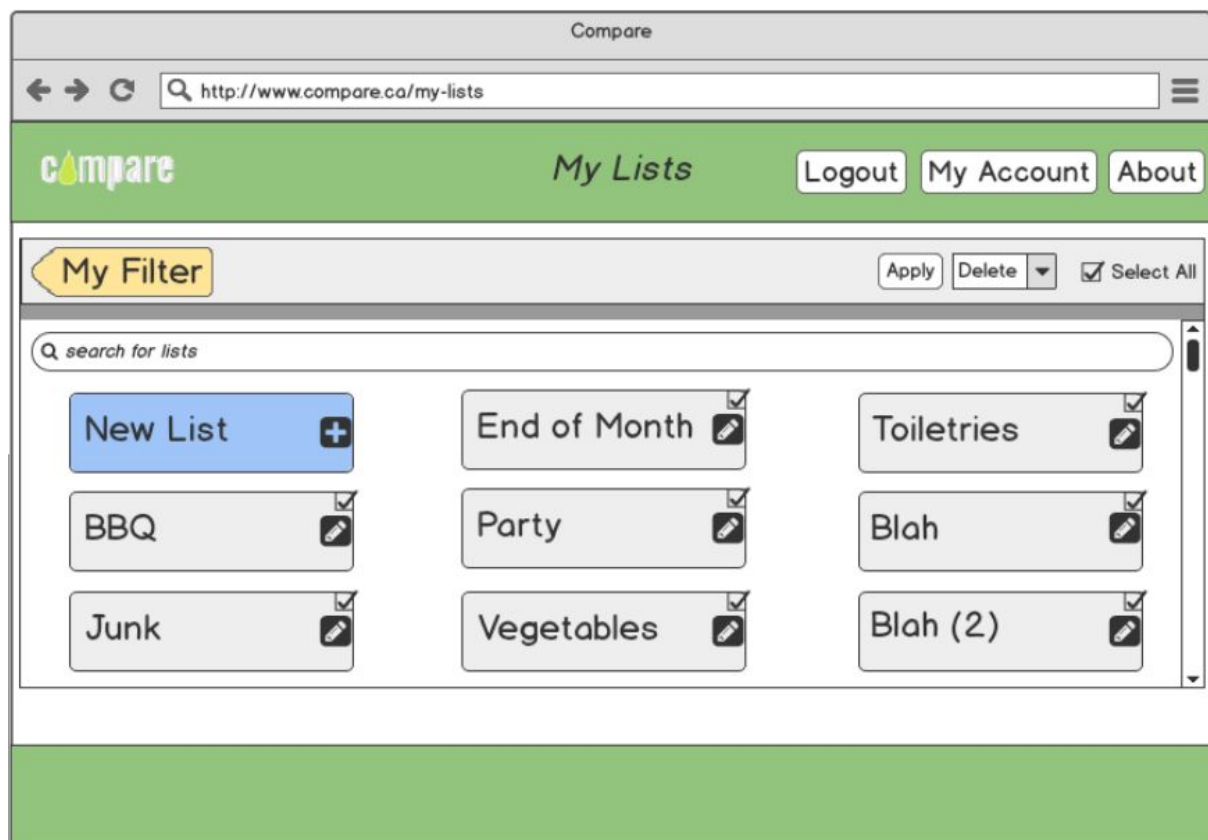 Compare
http://www.compare.ca/my-lists
compare
My Lists
Logout
My Account
About
My Filter
Apply
Delete
Select All
search for lists
New List
End of Month
Toiletries
BBQ
Party
Blah
Junk
Vegetables
Blah (2)